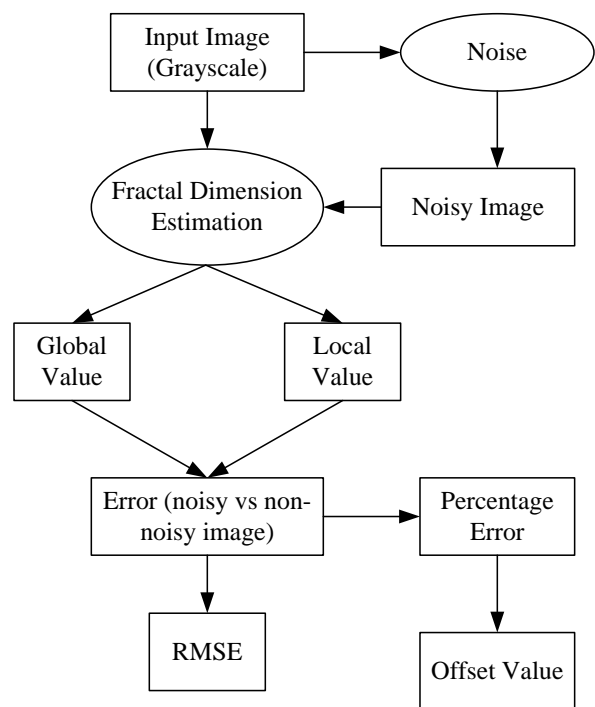 Input Image
(Grayscale)
Noise
Fractal Dimension
Estimation
Noisy Image
Global
Value
Local
Value
Error (noisy vs non-
noisy image)
Percentage
Error
RMSE
Offset Value